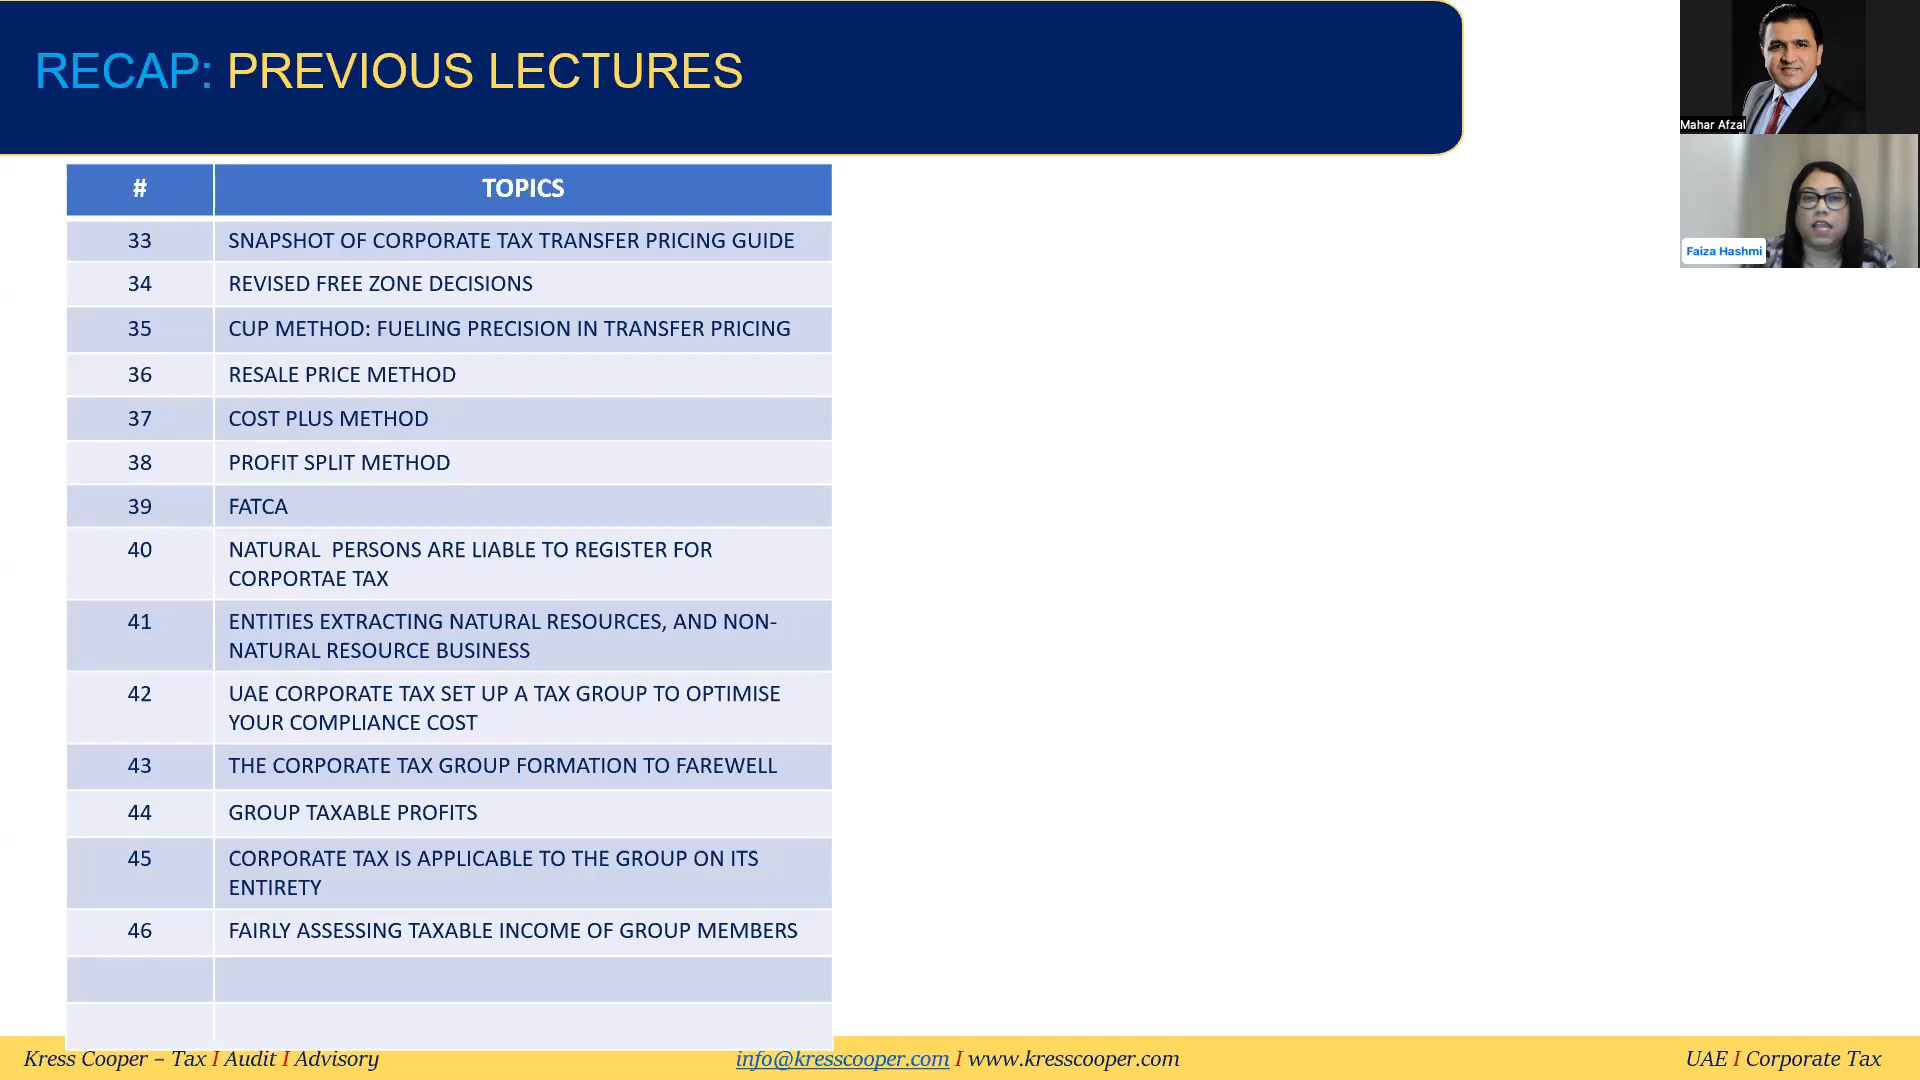 RECAP: PREVIOUS LECTURES
Mahar Afzal
Faiza Hashmi
# TOPICS
33 SNAPSHOT OF CORPORATE TAX TRANSFER PRICING GUIDE
34 REVISED FREE ZONE DECISIONS
35 CUP METHOD: FUELING PRECISION IN TRANSFER PRICING
36 RESALE PRICE METHOD
37 COST PLUS METHOD
38 PROFIT SPLIT METHOD
39 FATCA
40 NATURAL PERSONS ARE LIABLE TO REGISTER FOR
CORPORTAE TAX
41 ENTITIES EXTRACTING NATURAL RESOURCES, AND NON-
NATURAL RESOURCE BUSINESS
42 UAE CORPORATE TAX SET UP A TAX GROUP TO OPTIMISE
YOUR COMPLIANCE COST
43 THE CORPORATE TAX GROUP FORMATION TO FAREWELL
44 GROUP TAXABLE PROFITS
45 CORPORATE TAX IS APPLICABLE TO THE GROUP ON ITS
ENTIRETY
46 FAIRLY ASSESSING TAXABLE INCOME OF GROUP MEMBERS
Kress Cooper – Tax I Audit I Advisory
info@kresscooper.com I www.kresscooper.com
UAE I Corporate Tax